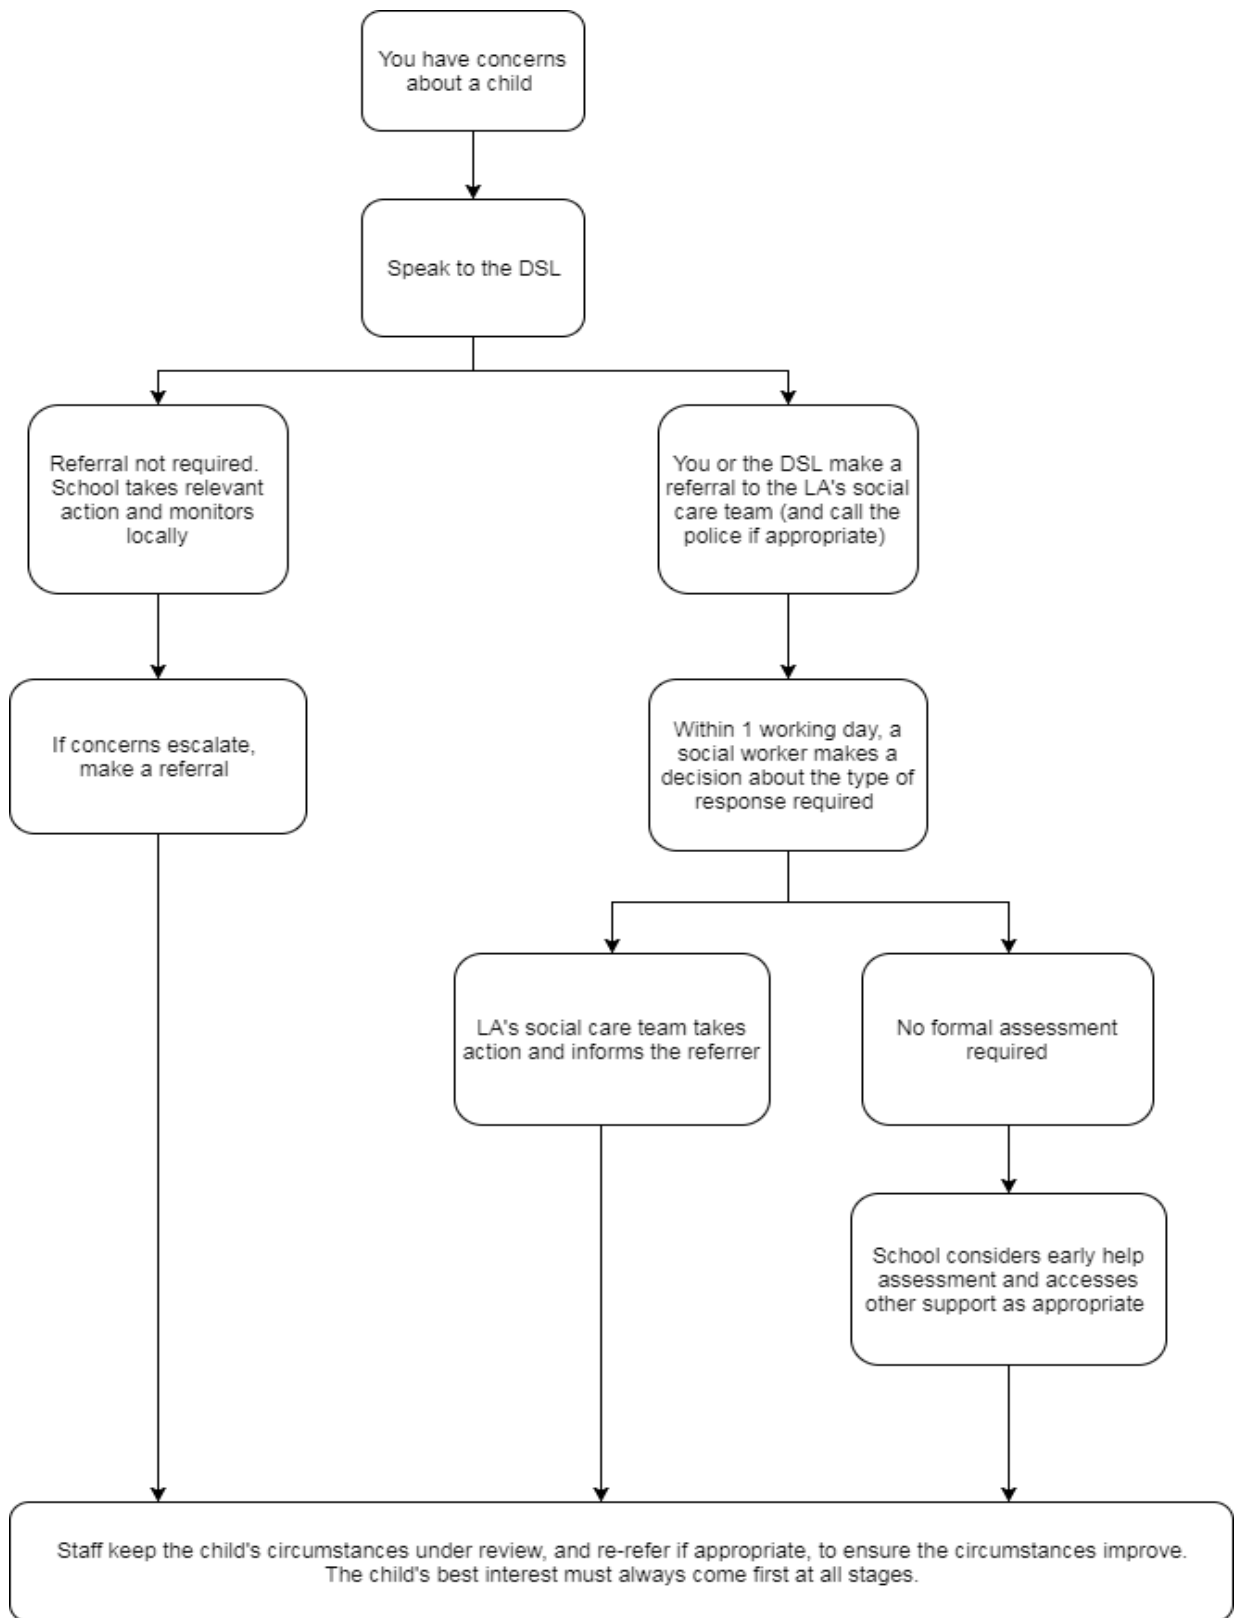 You have concerns
about a child
Speak to the DSL
Referral not required.
School takes relevant
action and monitors
locally
You or the DSL make a
referral to the LA's social
care team (and call the
police if appropriate)
If concerns escalate,
make a referral
Within 1 working day, a
social worker makes a
decision about the type of
response required
LA's social care team takes
action and informs the referrer
No formal assessment
required
School considers early help
assessment and accesses
other support as appropriate
Staff keep the child's circumstances under review, and re-refer if appropriate, to ensure the circumstances improve.
The child's best interest must always come first at all stages.